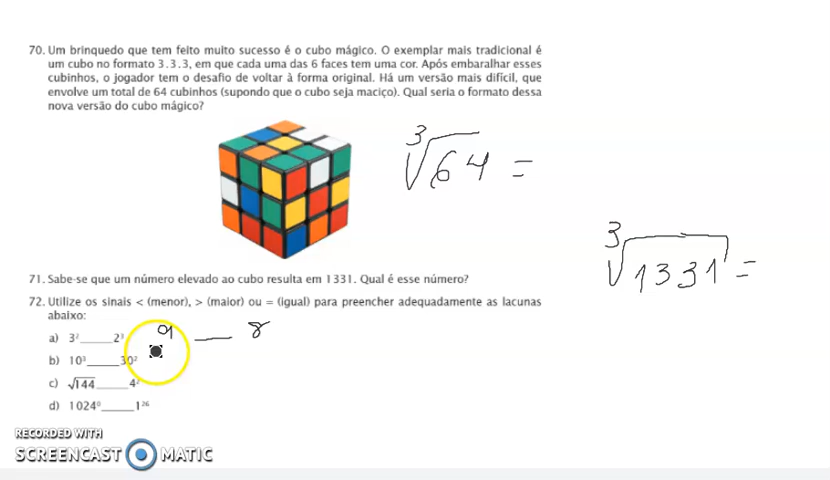 70. Um brinquedo que tem feito muito sucesso é o cubo mágico. O exemplar mais tradicional é
um cubo no formato 3.3.3, em que cada uma das 6 faces tem uma cor. Após embaralhar esses
cubinhos, o jogador tem o desafio de voltar à forma original. Há um versão mais difícil, que
envolve um total de 64 cubinhos (supondo que o cubo seja maciço). Qual seria o formato dessa
nova versão do cubo mágico?
∛64 =
∛1331 =
71. Sabe-se que um número elevado ao cubo resulta em 1331. Qual é esse número?
72. Utilize os sinais < (menor), > (maior) ou = (igual) para preencher adequadamente as lacunas
abaixo:
a) 3²_____2³ 9 __ 8
b) 10³_____30²
c) √144_____4²
d) 1024⁰_____1²⁶
RECORDED WITH
SCREENCAST MATIC